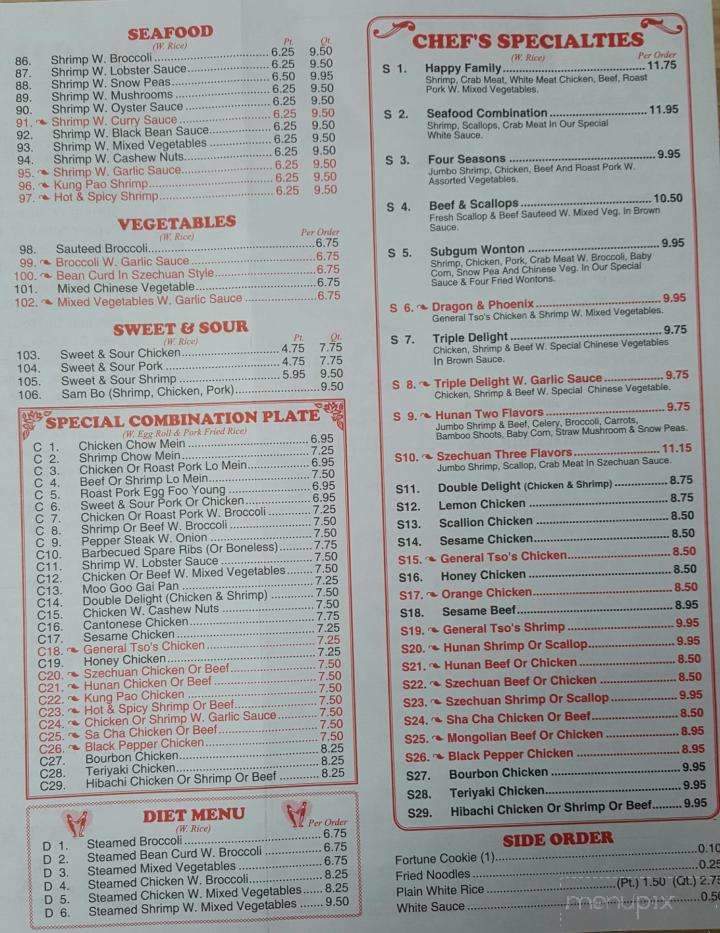 SEAFOOD
(W. Rice) Pt. Qt.
86. Shrimp W. Broccoli 6.25 9.50
87. Shrimp W. Lobster Sauce 6.25 9.50
88. Shrimp W. Snow Peas 6.50 9.95
89. Shrimp W. Mushrooms 6.25 9.50
90. Shrimp W. Oyster Sauce 6.25 9.50
91. Shrimp W. Curry Sauce 6.25 9.50
92. Shrimp W. Black Bean Sauce 6.25 9.50
93. Shrimp W. Mixed Vegetables 6.25 9.50
94. Shrimp W. Cashew Nuts 6.25 9.50
95. Shrimp W. Garlic Sauce 6.25 9.50
96. Kung Pao Shrimp 6.25 9.50
97. Hot & Spicy Shrimp 6.25 9.50
VEGETABLES
(W. Rice) Per Order
98. Sauteed Broccoli 6.75
99. Broccoli W. Garlic Sauce 6.75
100. Bean Curd In Szechuan Style 6.75
101. Mixed Chinese Vegetable 6.75
102. Mixed Vegetables W. Garlic Sauce 6.75
SWEET & SOUR
(W. Rice) Pt. Qt.
103. Sweet & Sour Chicken 4.75 7.75
104. Sweet & Sour Pork 4.75 7.75
105. Sweet & Sour Shrimp 5.95 9.50
106. Sam Bo (Shrimp, Chicken, Pork) 9.50
SPECIAL COMBINATION PLATE
(W. Egg Roll & Pork Fried Rice)
C 1. Chicken Chow Mein 6.95
C 2. Shrimp Chow Mein 7.25
C 3. Chicken Or Roast Pork Lo Mein 6.95
C 4. Beef Or Shrimp Lo Mein 7.50
C 5. Roast Pork Egg Foo Young 6.95
C 6. Sweet & Sour Pork Or Chicken 6.95
C 7. Chicken Or Roast Pork W. Broccoli 7.25
C 8. Shrimp Or Beef W. Broccoli 7.50
C 9. Pepper Steak W. Onion 7.50
C10. Barbecued Spare Ribs (Or Boneless) 7.75
C11. Shrimp W. Lobster Sauce 7.50
C12. Chicken Or Beef W. Mixed Vegetables 7.50
C13. Moo Goo Gai Pan 7.25
C14. Double Delight (Chicken & Shrimp) 7.50
C15. Chicken W. Cashew Nuts 7.50
C16. Cantonese Chicken 7.75
C17. Sesame Chicken 7.25
C18. General Tso's Chicken 7.25
C19. Honey Chicken 7.25
C20. Szechuan Chicken Or Beef 7.50
C21. Hunan Chicken Or Beef 7.50
C22. Kung Pao Chicken 7.50
C23. Hot & Spicy Shrimp Or Beef 7.50
C24. Chicken Or Shrimp W. Garlic Sauce 7.50
C25. Sa Cha Chicken Or Beef 7.50
C26. Black Pepper Chicken 7.50
C27. Bourbon Chicken 8.25
C28. Teriyaki Chicken 8.25
C29. Hibachi Chicken Or Shrimp Or Beef 8.25
DIET MENU
(W. Rice) Per Order
D 1. Steamed Broccoli 6.75
D 2. Steamed Bean Curd W. Broccoli 6.75
D 3. Steamed Mixed Vegetables 6.75
D 4. Steamed Chicken W. Broccoli 8.25
D 5. Steamed Chicken W. Mixed Vegetables 8.25
D 6. Steamed Shrimp W. Mixed Vegetables 9.50
CHEF'S SPECIALTIES
(W. Rice) Per Order
S 1. Happy Family 11.75
Shrimp, Crab Meat, White Meat Chicken, Beef, Roast
Pork W. Mixed Vegetables.
S 2. Seafood Combination 11.95
Shrimp, Scallops, Crab Meat In Our Special
White Sauce.
S 3. Four Seasons 9.95
Jumbo Shrimp, Chicken, Beef And Roast Pork W.
Assorted Vegetables.
S 4. Beef & Scallops 10.50
Fresh Scallop & Beef Sauteed W. Mixed Veg. In Brown
Sauce.
S 5. Subgum Wonton 9.95
Shrimp, Chicken, Pork, Crab Meat W. Broccoli, Baby
Corn, Snow Pea And Chinese Veg. In Our Special
Sauce & Four Fried Wontons.
S 6. Dragon & Phoenix 9.95
General Tso's Chicken & Shrimp W. Mixed Vegetables.
S 7. Triple Delight 9.75
Chicken, Shrimp & Beef W. Special Chinese Vegetables
In Brown Sauce.
S 8. Triple Delight W. Garlic Sauce 9.75
Chicken, Shrimp & Beef W. Special Chinese Vegetable.
S 9. Hunan Two Flavors 9.75
Jumbo Shrimp & Beef, Celery, Broccoli, Carrots,
Bamboo Shoots, Baby Corn, Straw Mushroom & Snow Peas.
S10. Szechuan Three Flavors 11.15
Jumbo Shrimp, Scallop, Crab Meat In Szechuan Sauce.
S11. Double Delight (Chicken & Shrimp) 8.75
S12. Lemon Chicken 8.75
S13. Scallion Chicken 8.50
S14. Sesame Chicken 8.50
S15. General Tso's Chicken 8.50
S16. Honey Chicken 8.50
S17. Orange Chicken 8.50
S18. Sesame Beef 8.95
S19. General Tso's Shrimp 9.95
S20. Hunan Shrimp Or Scallop 9.95
S21. Hunan Beef Or Chicken 8.50
S22. Szechuan Beef Or Chicken 8.50
S23. Szechuan Shrimp Or Scallop 9.95
S24. Sha Cha Chicken Or Beef 8.50
S25. Mongolian Beef Or Chicken 8.95
S26. Black Pepper Chicken 8.95
S27. Bourbon Chicken 9.95
S28. Teriyaki Chicken 9.95
S29. Hibachi Chicken Or Shrimp Or Beef 9.95
SIDE ORDER
Fortune Cookie (1) 0.10
Fried Noodles 0.25
Plain White Rice (Pt.) 1.50 (Qt.) 2.75
White Sauce 0.50
menupix